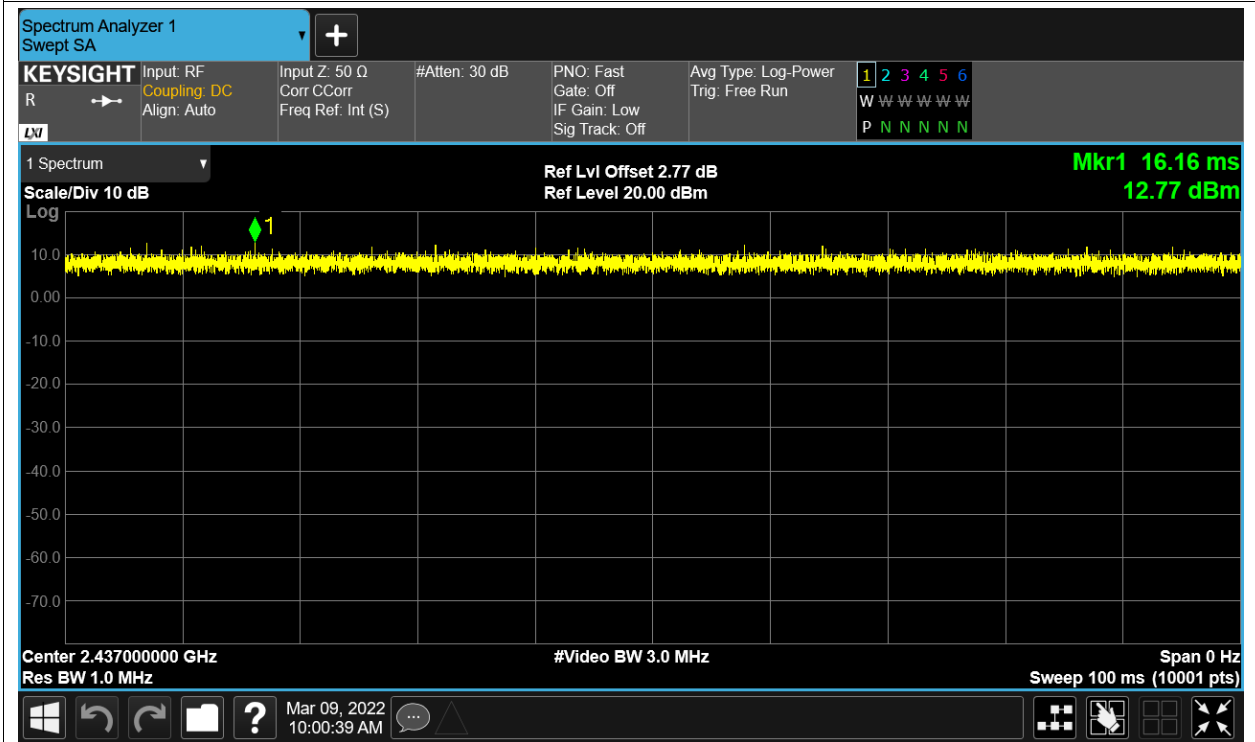 Spectrum Analyzer 1
Swept SA
+
KEYSIGHT
R
LXI
Input: RF
Coupling: DC
Align: Auto
Input Z: 50 Ω
Corr CCorr
Freq Ref: Int (S)
#Atten: 30 dB
PNO: Fast
Gate: Off
IF Gain: Low
Sig Track: Off
Avg Type: Log-Power
Trig: Free Run
1 2 3 4 5 6
W W W W W W
P N N N N N
1 Spectrum
Scale/Div 10 dB
Ref Lvl Offset 2.77 dB
Ref Level 20.00 dBm
Mkr1 16.16 ms
12.77 dBm
Log
1
10.0
0.00
-10.0
-20.0
-30.0
-40.0
-50.0
-60.0
-70.0
Center 2.437000000 GHz
#Video BW 3.0 MHz
Span 0 Hz
Res BW 1.0 MHz
Sweep 100 ms (10001 pts)
?
Mar 09, 2022
10:00:39 AM